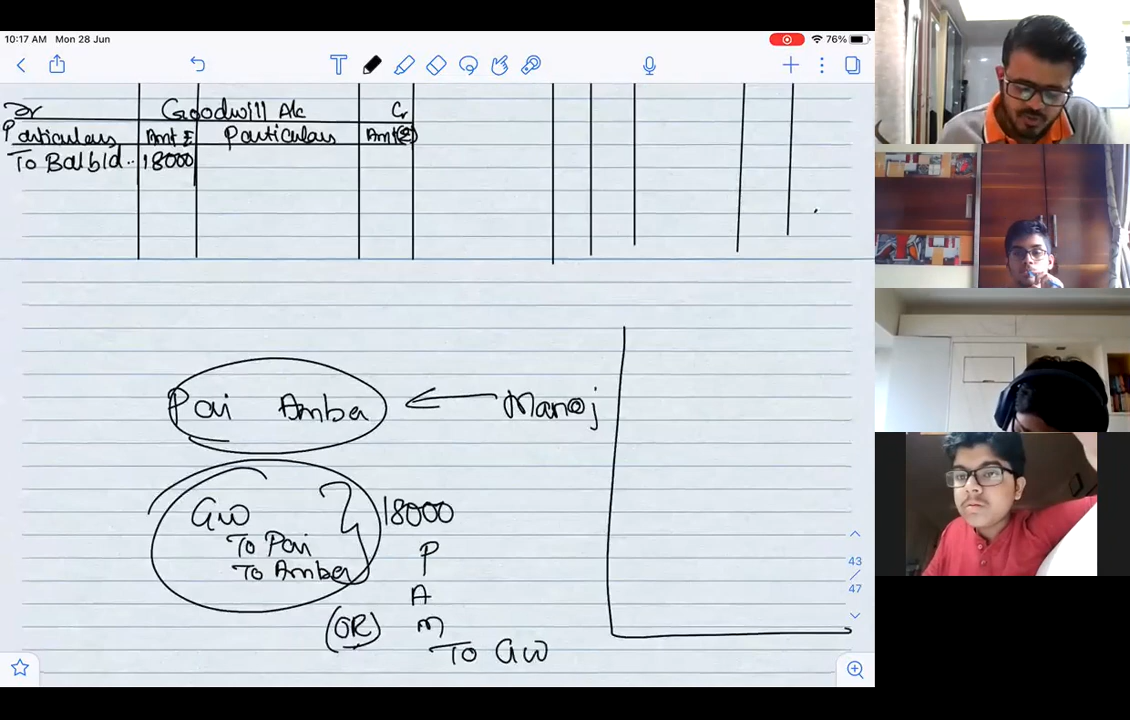 10:17 AM Mon 28 Jun
76%
T
Dr Goodwill A/c Cr
Particulars Amt ₹ Particulars Amt(₹)
To Bal b/d.. 18000
Pai Amba ← Manoj
GW 18000
To Pai P
To Amba A
(OR) M
To GW
43
/
47